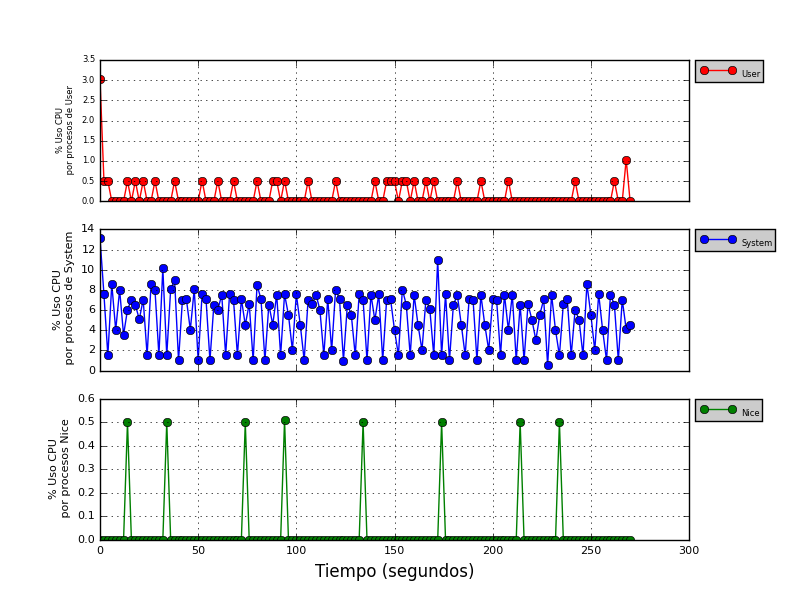 3.5
3.0
2.5
2.0
1.5
1.0
0.5
0.0
% Uso CPU
por procesos de User
User
14
12
10
8
6
4
2
0
% Uso CPU
por procesos de System
System
0.6
0.5
0.4
0.3
0.2
0.1
0.0
% Uso CPU
por procesos Nice
Nice
0 50 100 150 200 250 300
Tiempo (segundos)